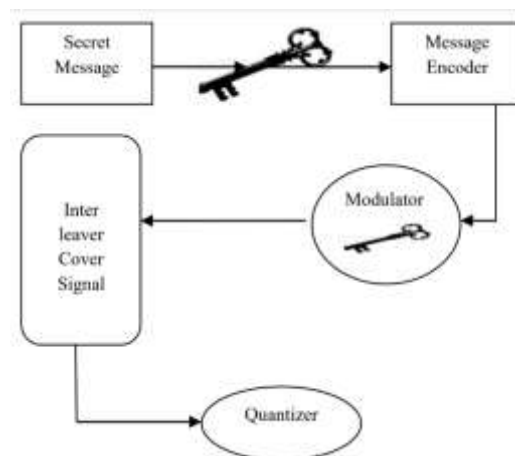 Secret
Message
Message
Encoder
Modulator
Inter
leaver
Cover
Signal
Quantizer